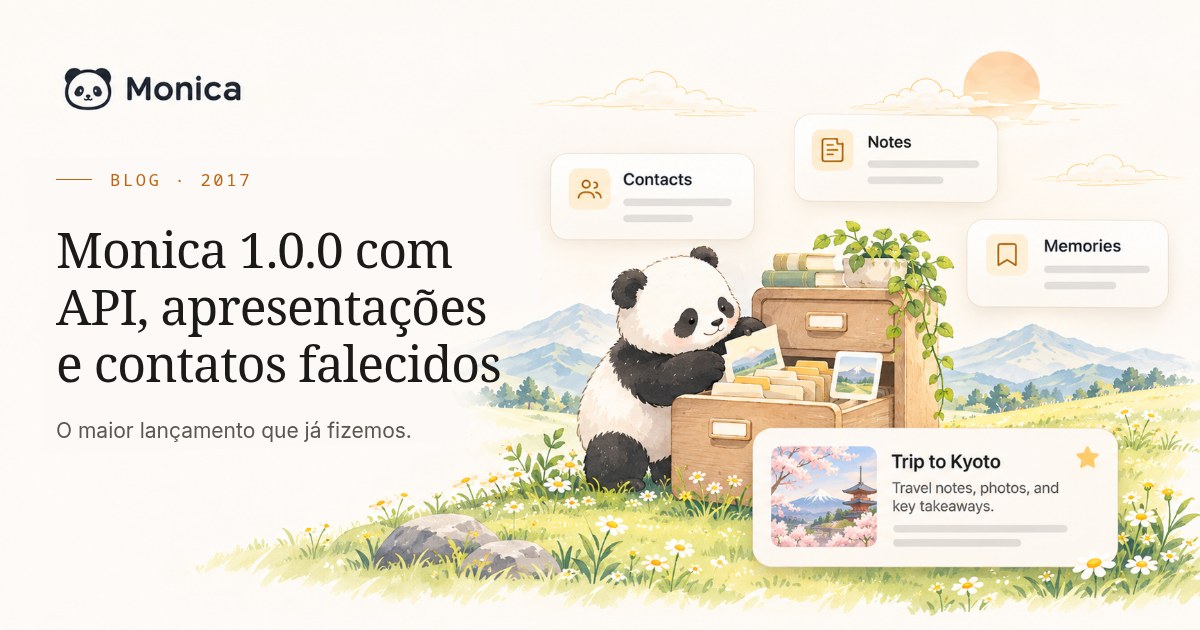 Monica
BLOG · 2017
Monica 1.0.0 com
API, apresentações
e contatos falecidos
O maior lançamento que já fizemos.
Contacts
Notes
Memories
Trip to Kyoto
Travel notes, photos, and
key takeaways.